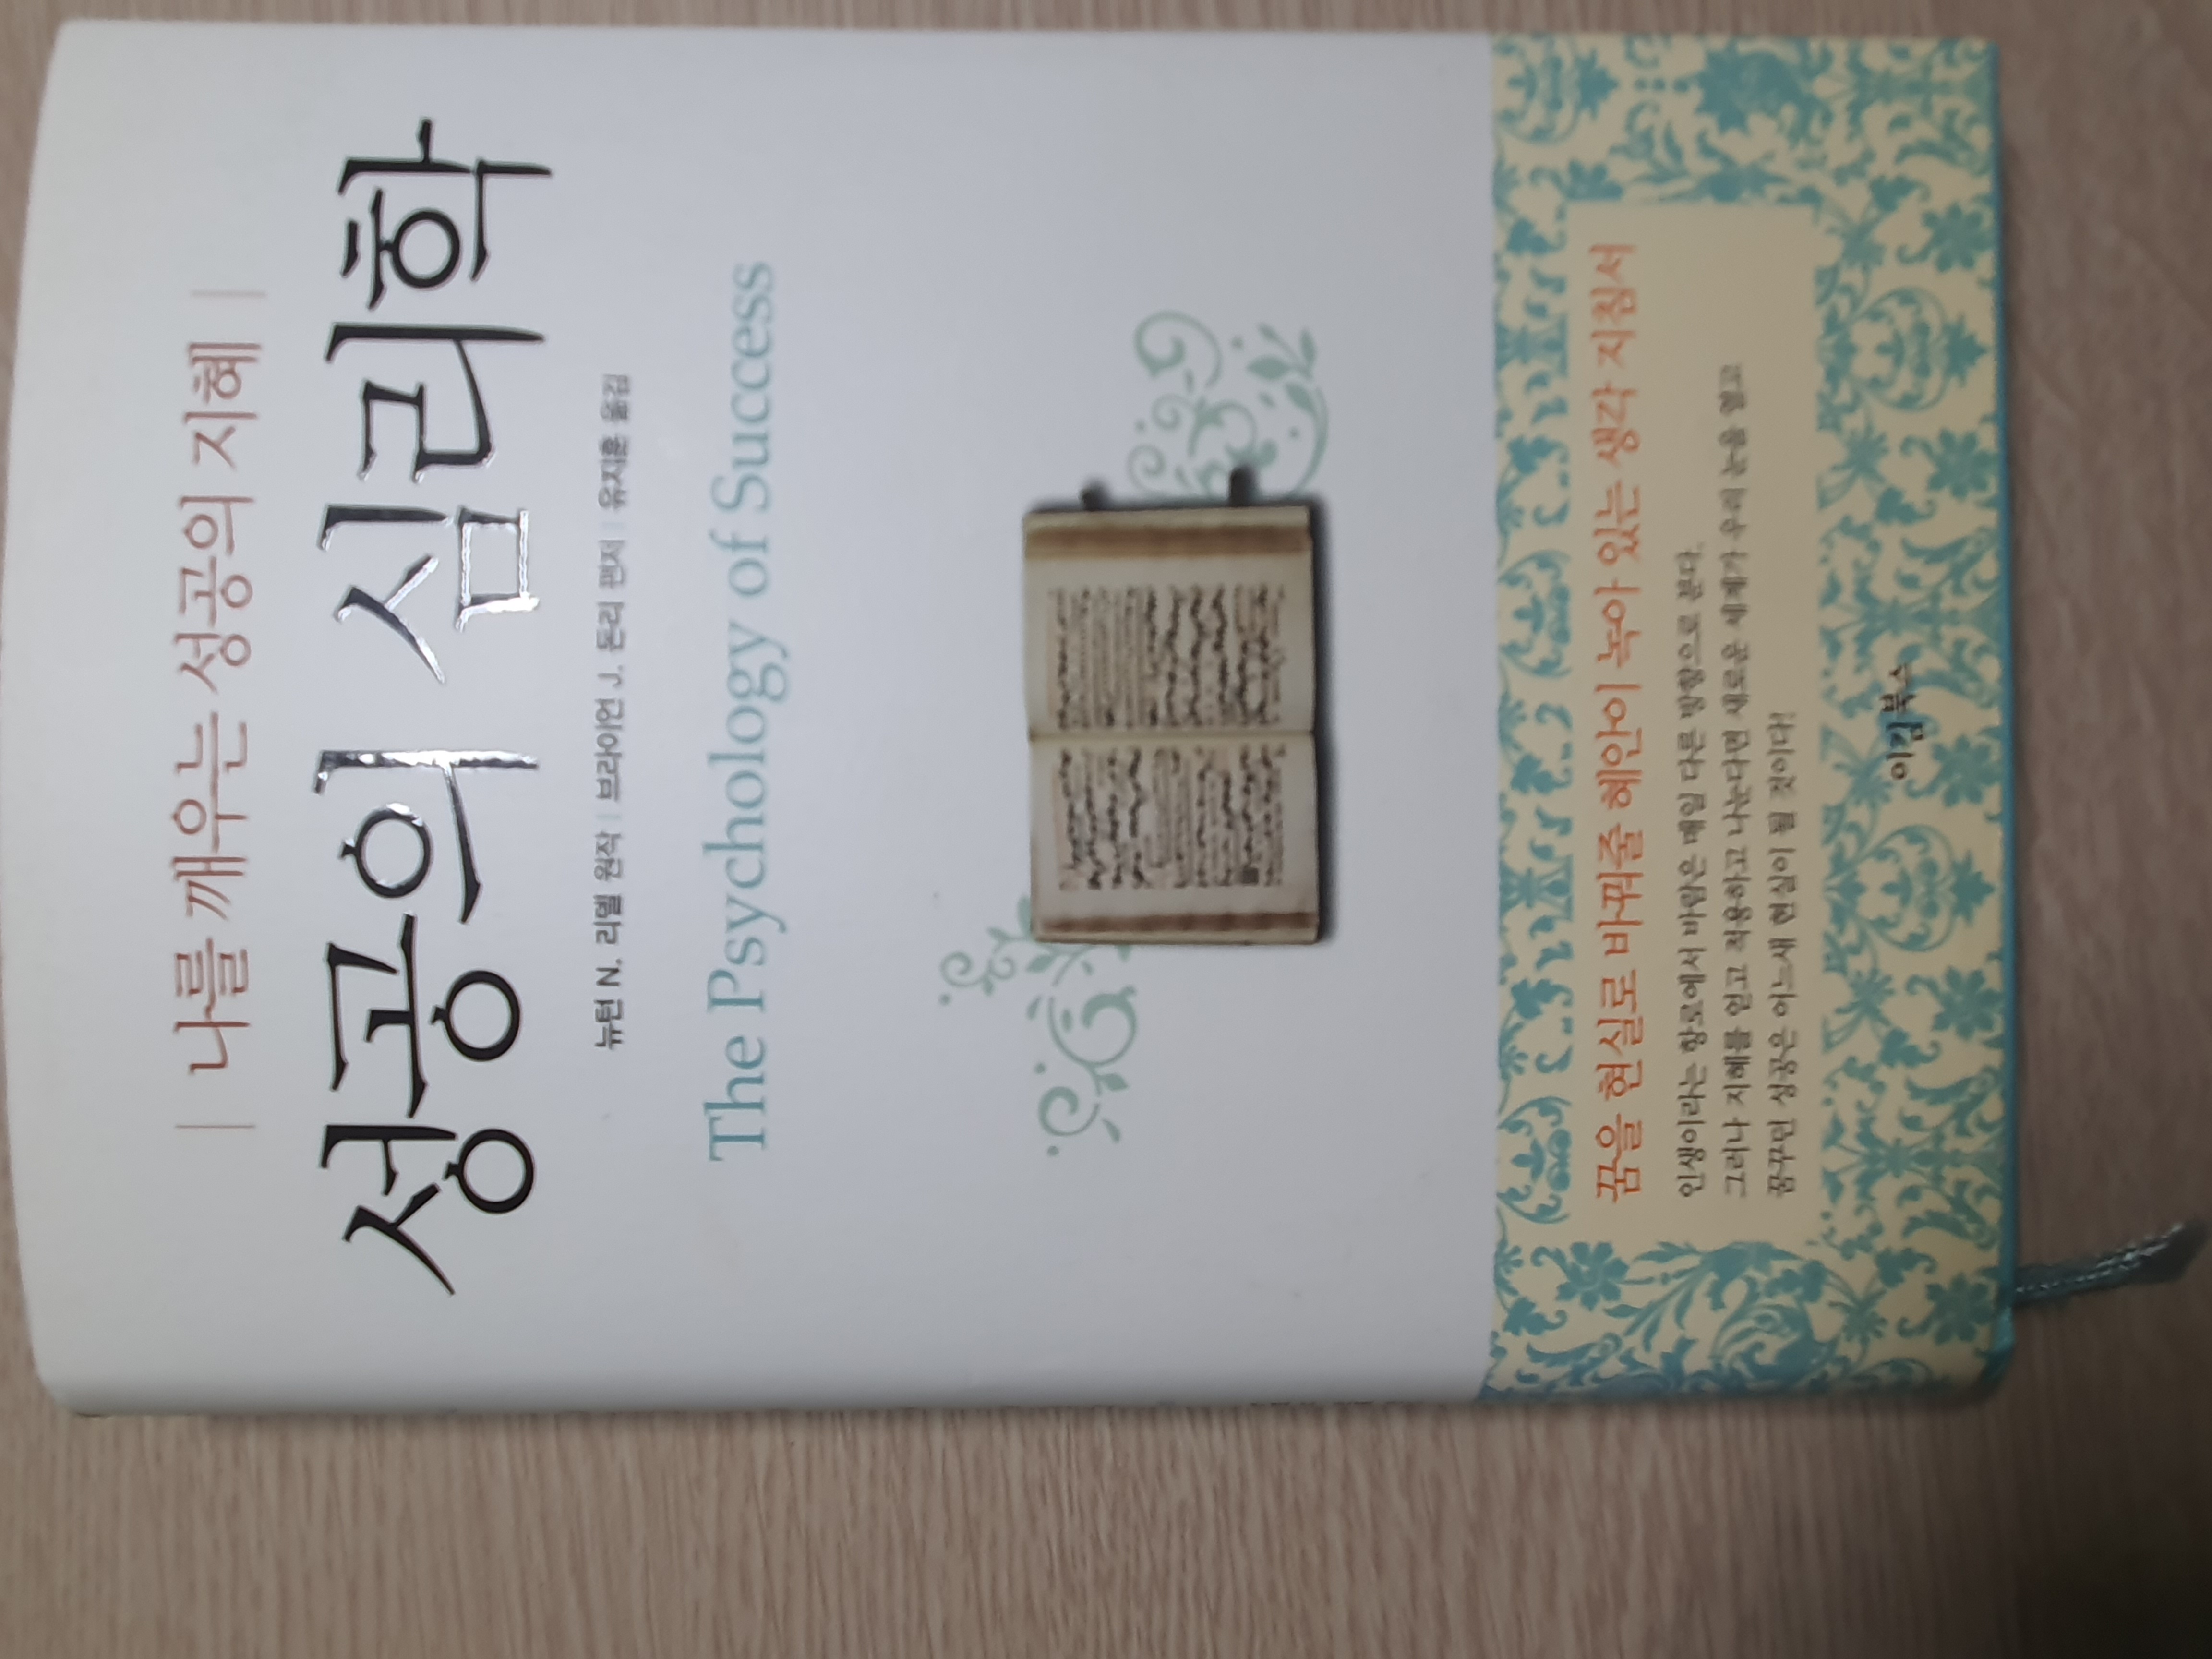 나를 깨우는 성공의 지혜
성공의 심리학
뉴턴 N. 리델 원작 | 브라이언 J. 돈리 편저 | 유지훈 옮김
The Psychology of Success
꿈을 현실로 바꿔줄 혜안이 녹아 있는 생각 지침서
인생이라는 항로에서 바람은 매일 다른 방향으로 분다.
그러나 지혜를 얻고 적용하고 나눈다면 새로운 세계가 우리의 눈을 열고
꿈꾸던 성공은 어느새 현실이 될 것이다!
이김북스